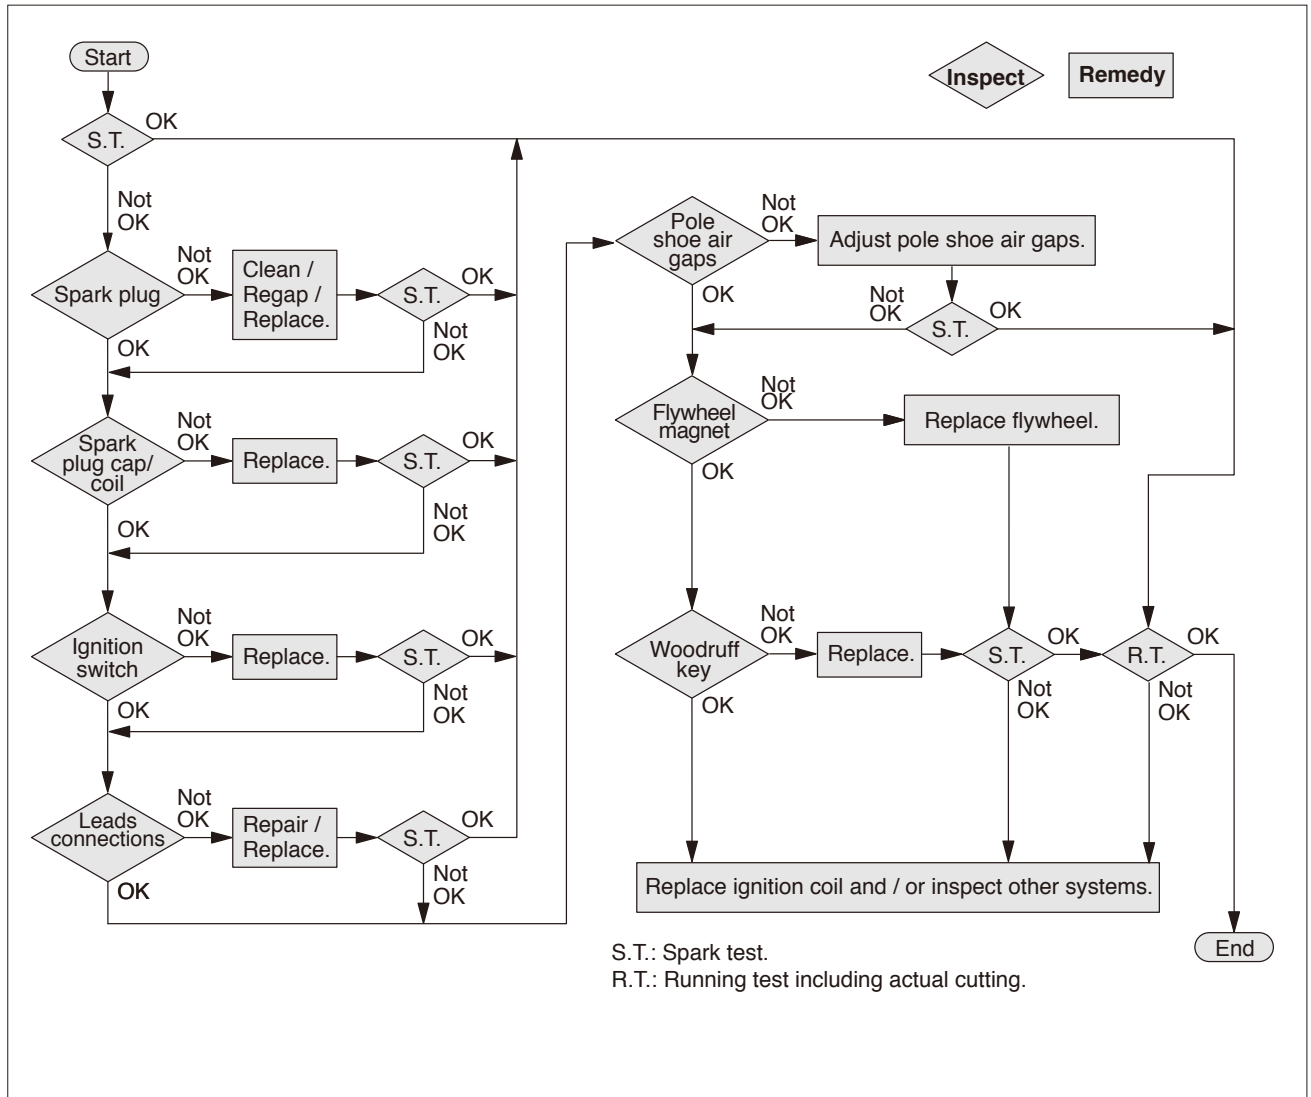 Start
Inspect
Remedy
S.T.
OK
Not
OK
Spark plug
Not
OK
Clean /
Regap /
Replace.
S.T.
OK
Not
OK
OK
Spark
plug cap/
coil
Not
OK
Replace.
S.T.
OK
Not
OK
OK
Ignition
switch
Not
OK
Replace.
S.T.
OK
Not
OK
OK
Leads
connections
Not
OK
Repair /
Replace.
S.T.
OK
Not
OK
OK
Pole
shoe air
gaps
Not
OK
Adjust pole shoe air gaps.
OK
Not
OK
S.T.
OK
Flywheel
magnet
Not
OK
Replace flywheel.
OK
Woodruff
key
Not
OK
Replace.
S.T.
OK
R.T.
OK
OK
Not
OK
Not
OK
Replace ignition coil and / or inspect other systems.
End
S.T.: Spark test.
R.T.: Running test including actual cutting.